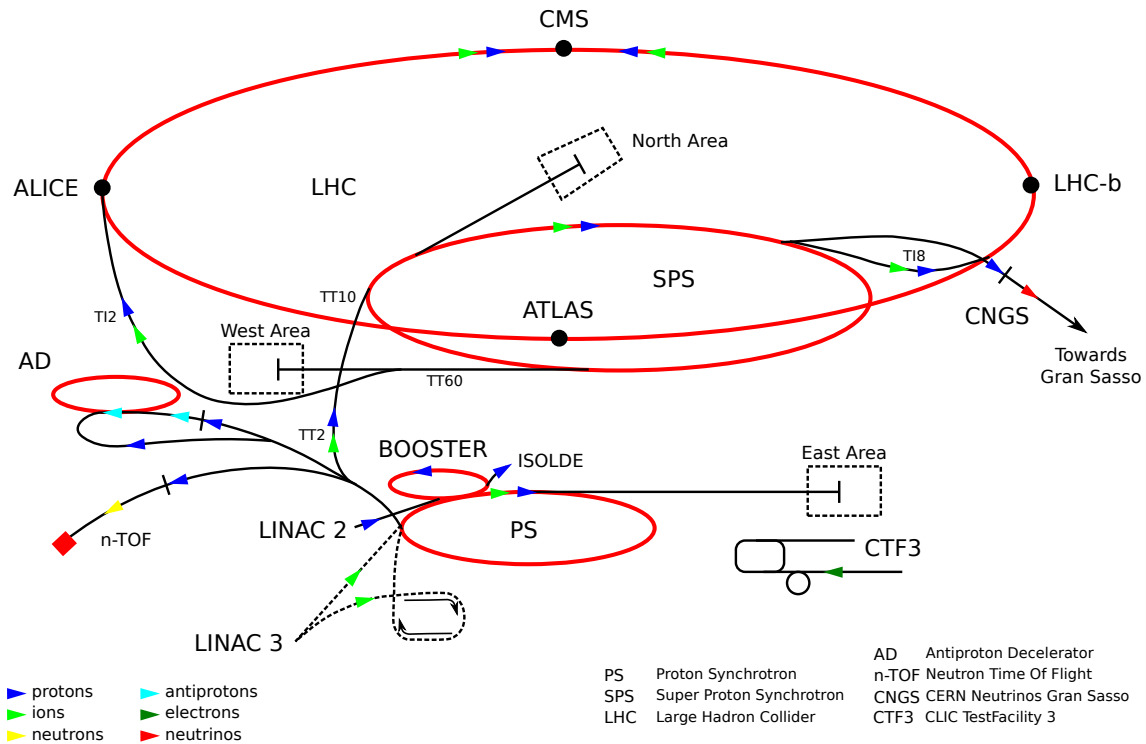 CMS
North Area
ALICE
LHC
LHC-b
SPS
TI8
TT10
ATLAS
CNGS
TI2
West Area
Towards
Gran Sasso
AD
TT60
TT2
BOOSTER
ISOLDE
East Area
LINAC 2
PS
n-TOF
CTF3
LINAC 3
protons
ions
neutrons
antiprotons
electrons
neutrinos
PS Proton Synchrotron
SPS Super Proton Synchrotron
LHC Large Hadron Collider
AD Antiproton Decelerator
n-TOF Neutron Time Of Flight
CNGS CERN Neutrinos Gran Sasso
CTF3 CLIC TestFacility 3